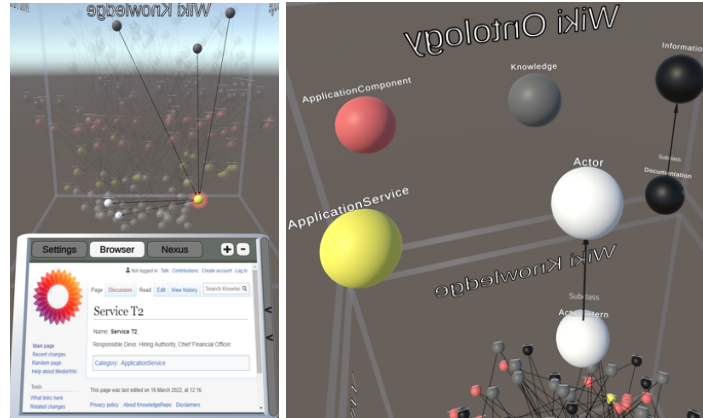 Wiki Knowledge
Settings
Browser
Nexus
+
-
Not logged in Talk Contributions Create account Log in
Page Discussion Read Edit View history
Search Knowlec
Service T2
Name: Service T2.
Responsible Devs: Hiring Authority, Chief Financial Officer.
Category: ApplicationService
Main page
Recent changes
Random page
Help about MediaWiki
Tools
What links here
Related changes
This page was last edited on 16 March 2022, at 12:16.
Privacy policy About KnowledgeRepo Disclaimers
Wiki Ontology
Information
Knowledge
ApplicationComponent
Subclass
Documentation
Actor
ApplicationService
Wiki Knowledge
Subclass